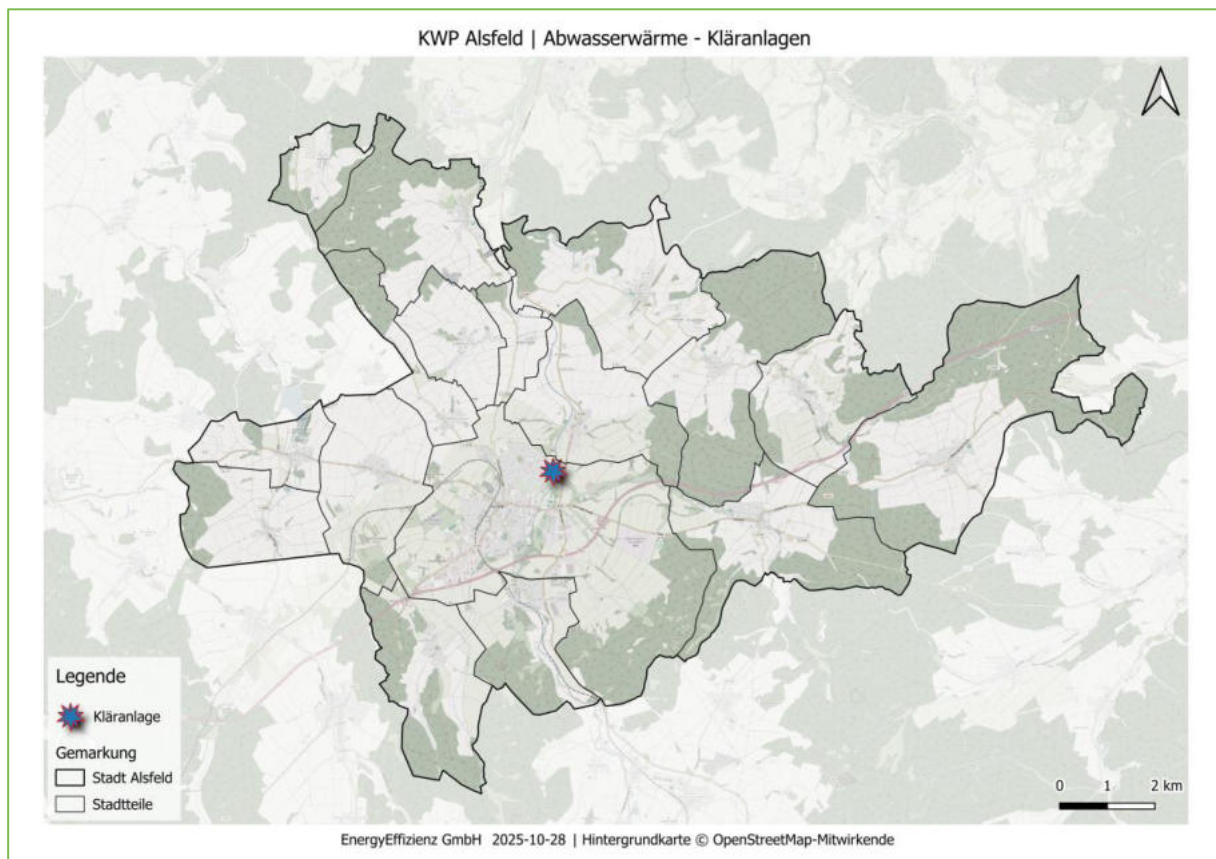 KWP Alsfeld | Abwasserwärme - Kläranlagen
Legende
Kläranlage
Gemarkung
Stadt Alsfeld
Stadtteile
0 1 2 km
EnergyEffizienz GmbH 2025-10-28 | Hintergrundkarte © OpenStreetMap-Mitwirkende